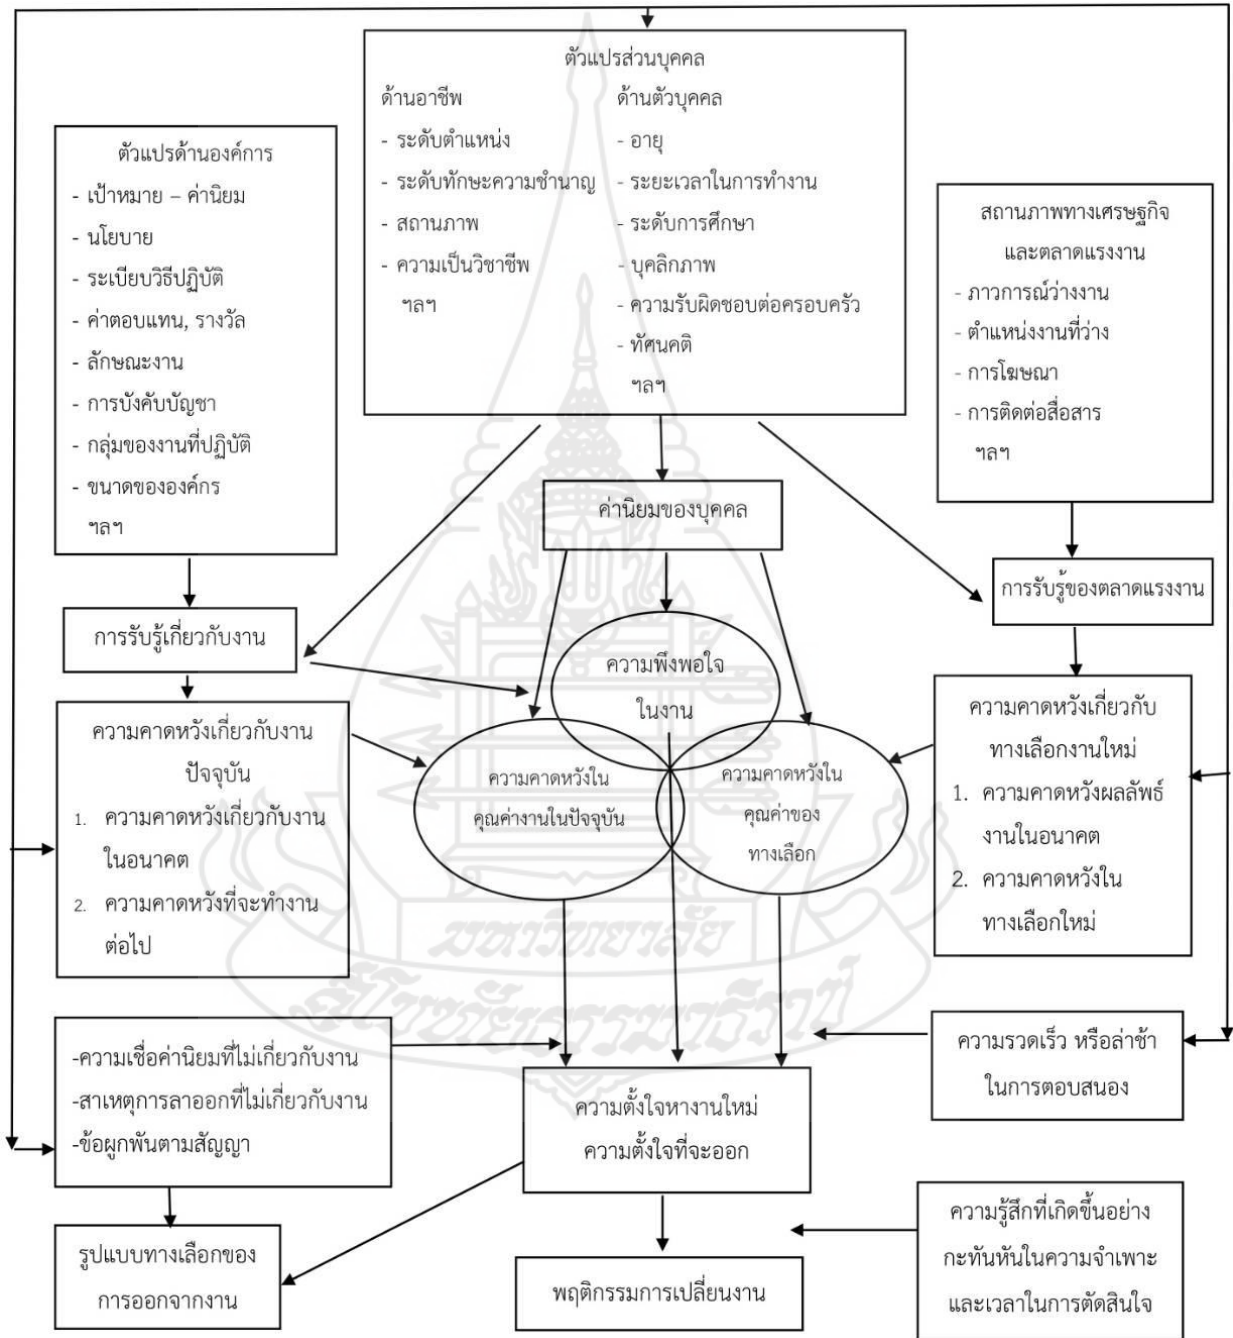 ตัวแปรส่วนบุคคล
ด้านอาชีพ
- ระดับตำแหน่ง
- ระดับทักษะความชำนาญ
- สถานภาพ
- ความเป็นวิชาชีพ
ฯลฯ
ด้านตัวบุคคล
- อายุ
- ระยะเวลาในการทำงาน
- ระดับการศึกษา
- บุคลิกภาพ
- ความรับผิดชอบต่อครอบครัว
- ทัศนคติ
ฯลฯ
ตัวแปรด้านองค์การ
- เป้าหมาย – ค่านิยม
- นโยบาย
- ระเบียบวิธีปฏิบัติ
- ค่าตอบแทน, รางวัล
- ลักษณะงาน
- การบังคับบัญชา
- กลุ่มของงานที่ปฏิบัติ
- ขนาดขององค์กร
ฯลฯ
สถานภาพทางเศรษฐกิจ
และตลาดแรงงาน
- ภาวการณ์ว่างงาน
- ตำแหน่งงานที่ว่าง
- การโฆษณา
- การติดต่อสื่อสาร
ฯลฯ
ค่านิยมของบุคคล
การรับรู้ของตลาดแรงงาน
การรับรู้เกี่ยวกับงาน
ความพึงพอใจ
ในงาน
ความคาดหวังเกี่ยวกับงาน
ปัจจุบัน
1. ความคาดหวังเกี่ยวกับงาน
ในอนาคต
2. ความคาดหวังที่จะทำงาน
ต่อไป
ความคาดหวังใน
คุณค่างานในปัจจุบัน
ความคาดหวังใน
คุณค่าของ
ทางเลือก
ความคาดหวังเกี่ยวกับ
ทางเลือกงานใหม่
1. ความคาดหวังผลลัพธ์
งานในอนาคต
2. ความคาดหวังใน
ทางเลือกใหม่
มหาวิทยาลัย
สุโขทัยธรรมาธิราช
-ความเชื่อค่านิยมที่ไม่เกี่ยวกับงาน
-สาเหตุการลาออกที่ไม่เกี่ยวกับงาน
-ข้อผูกพันตามสัญญา
ความตั้งใจหางานใหม่
ความตั้งใจที่จะออก
ความรวดเร็ว หรือล่าช้า
ในการตอบสนอง
รูปแบบทางเลือกของ
การออกจากงาน
พฤติกรรมการเปลี่ยนงาน
ความรู้สึกที่เกิดขึ้นอย่าง
กะทันหันในความจำเพาะ
และเวลาในการตัดสินใจ